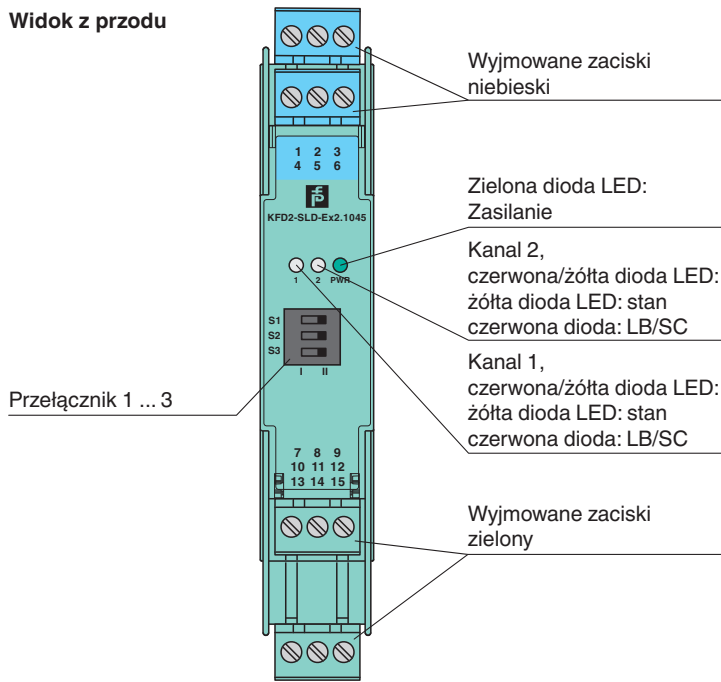 Widok z przodu
Wyjmowane zaciski
niebieski
1 2 3
4 5 6
KFD2-SLD-Ex2.1045
1 2 PWR
Zielona dioda LED:
Zasilanie
Kanal 2,
czerwona/żółta dioda LED:
żółta dioda LED: stan
czerwona dioda: LB/SC
S1
S2
S3
I II
Kanal 1,
czerwona/żółta dioda LED:
żółta dioda LED: stan
czerwona dioda: LB/SC
Przełącznik 1 ... 3
7 8 9
10 11 12
13 14 15
Wyjmowane zaciski
zielony